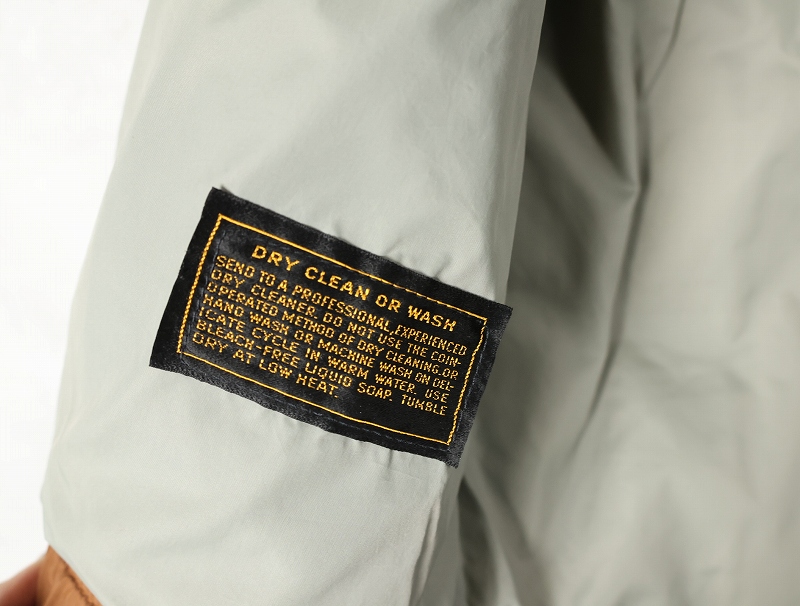 DRY CLEAN OR WASH
SEND TO A PROFESSIONAL, EXPERIENCED
DRY CLEANER. DO NOT USE THE COIN-
OPERATED METHOD OF DRY CLEANING. OR
HAND WASH OR MACHINE WASH ON DELI-
CATE CYCLE IN WARM WATER. USE
BLEACH-FREE LIQUID SOAP. TUMBLE
DRY AT LOW HEAT.